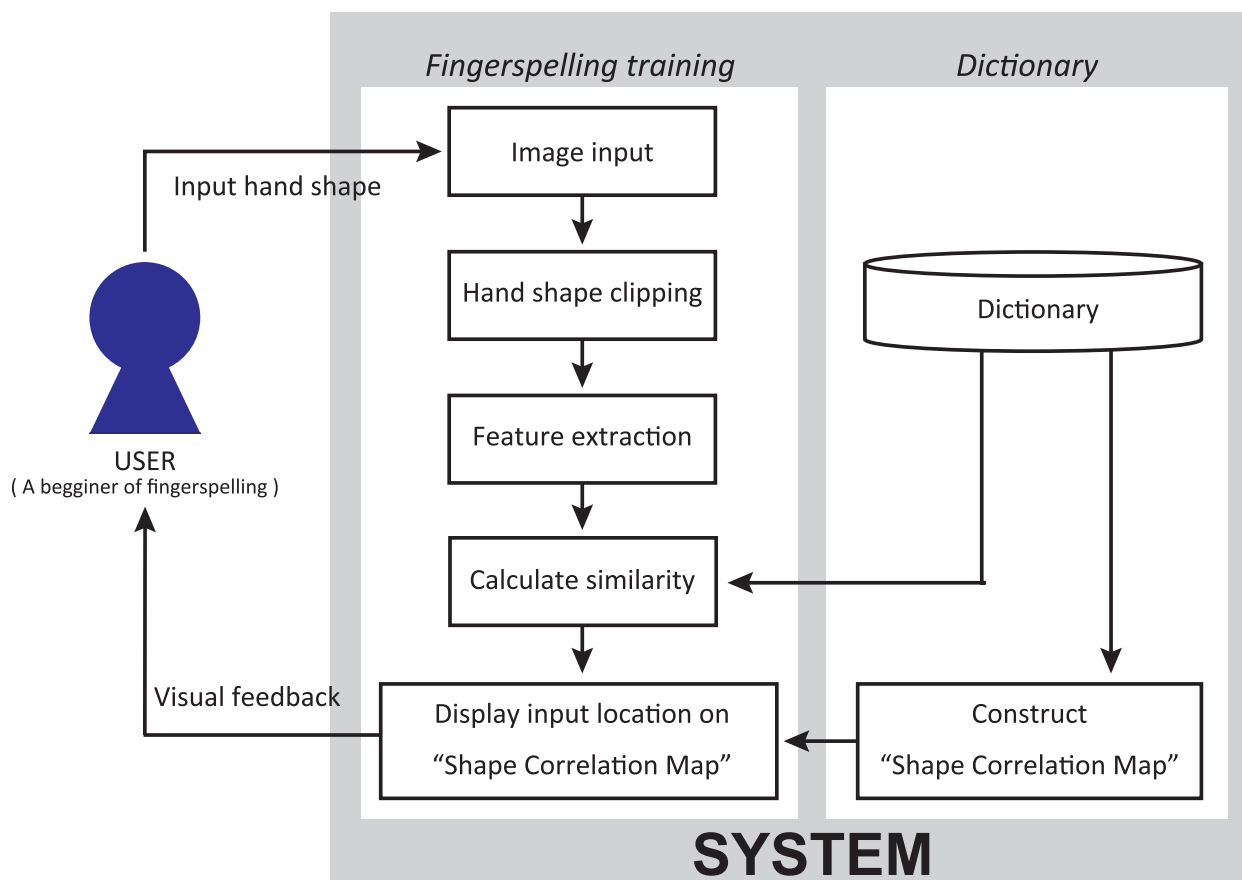 Fingerspelling training
Dictionary
Image input
Input hand shape
Hand shape clipping
Dictionary
Feature extraction
USER
( A begginer of fingerspelling )
Calculate similarity
Visual feedback
Display input location on
“Shape Correlation Map”
Construct
“Shape Correlation Map”
SYSTEM